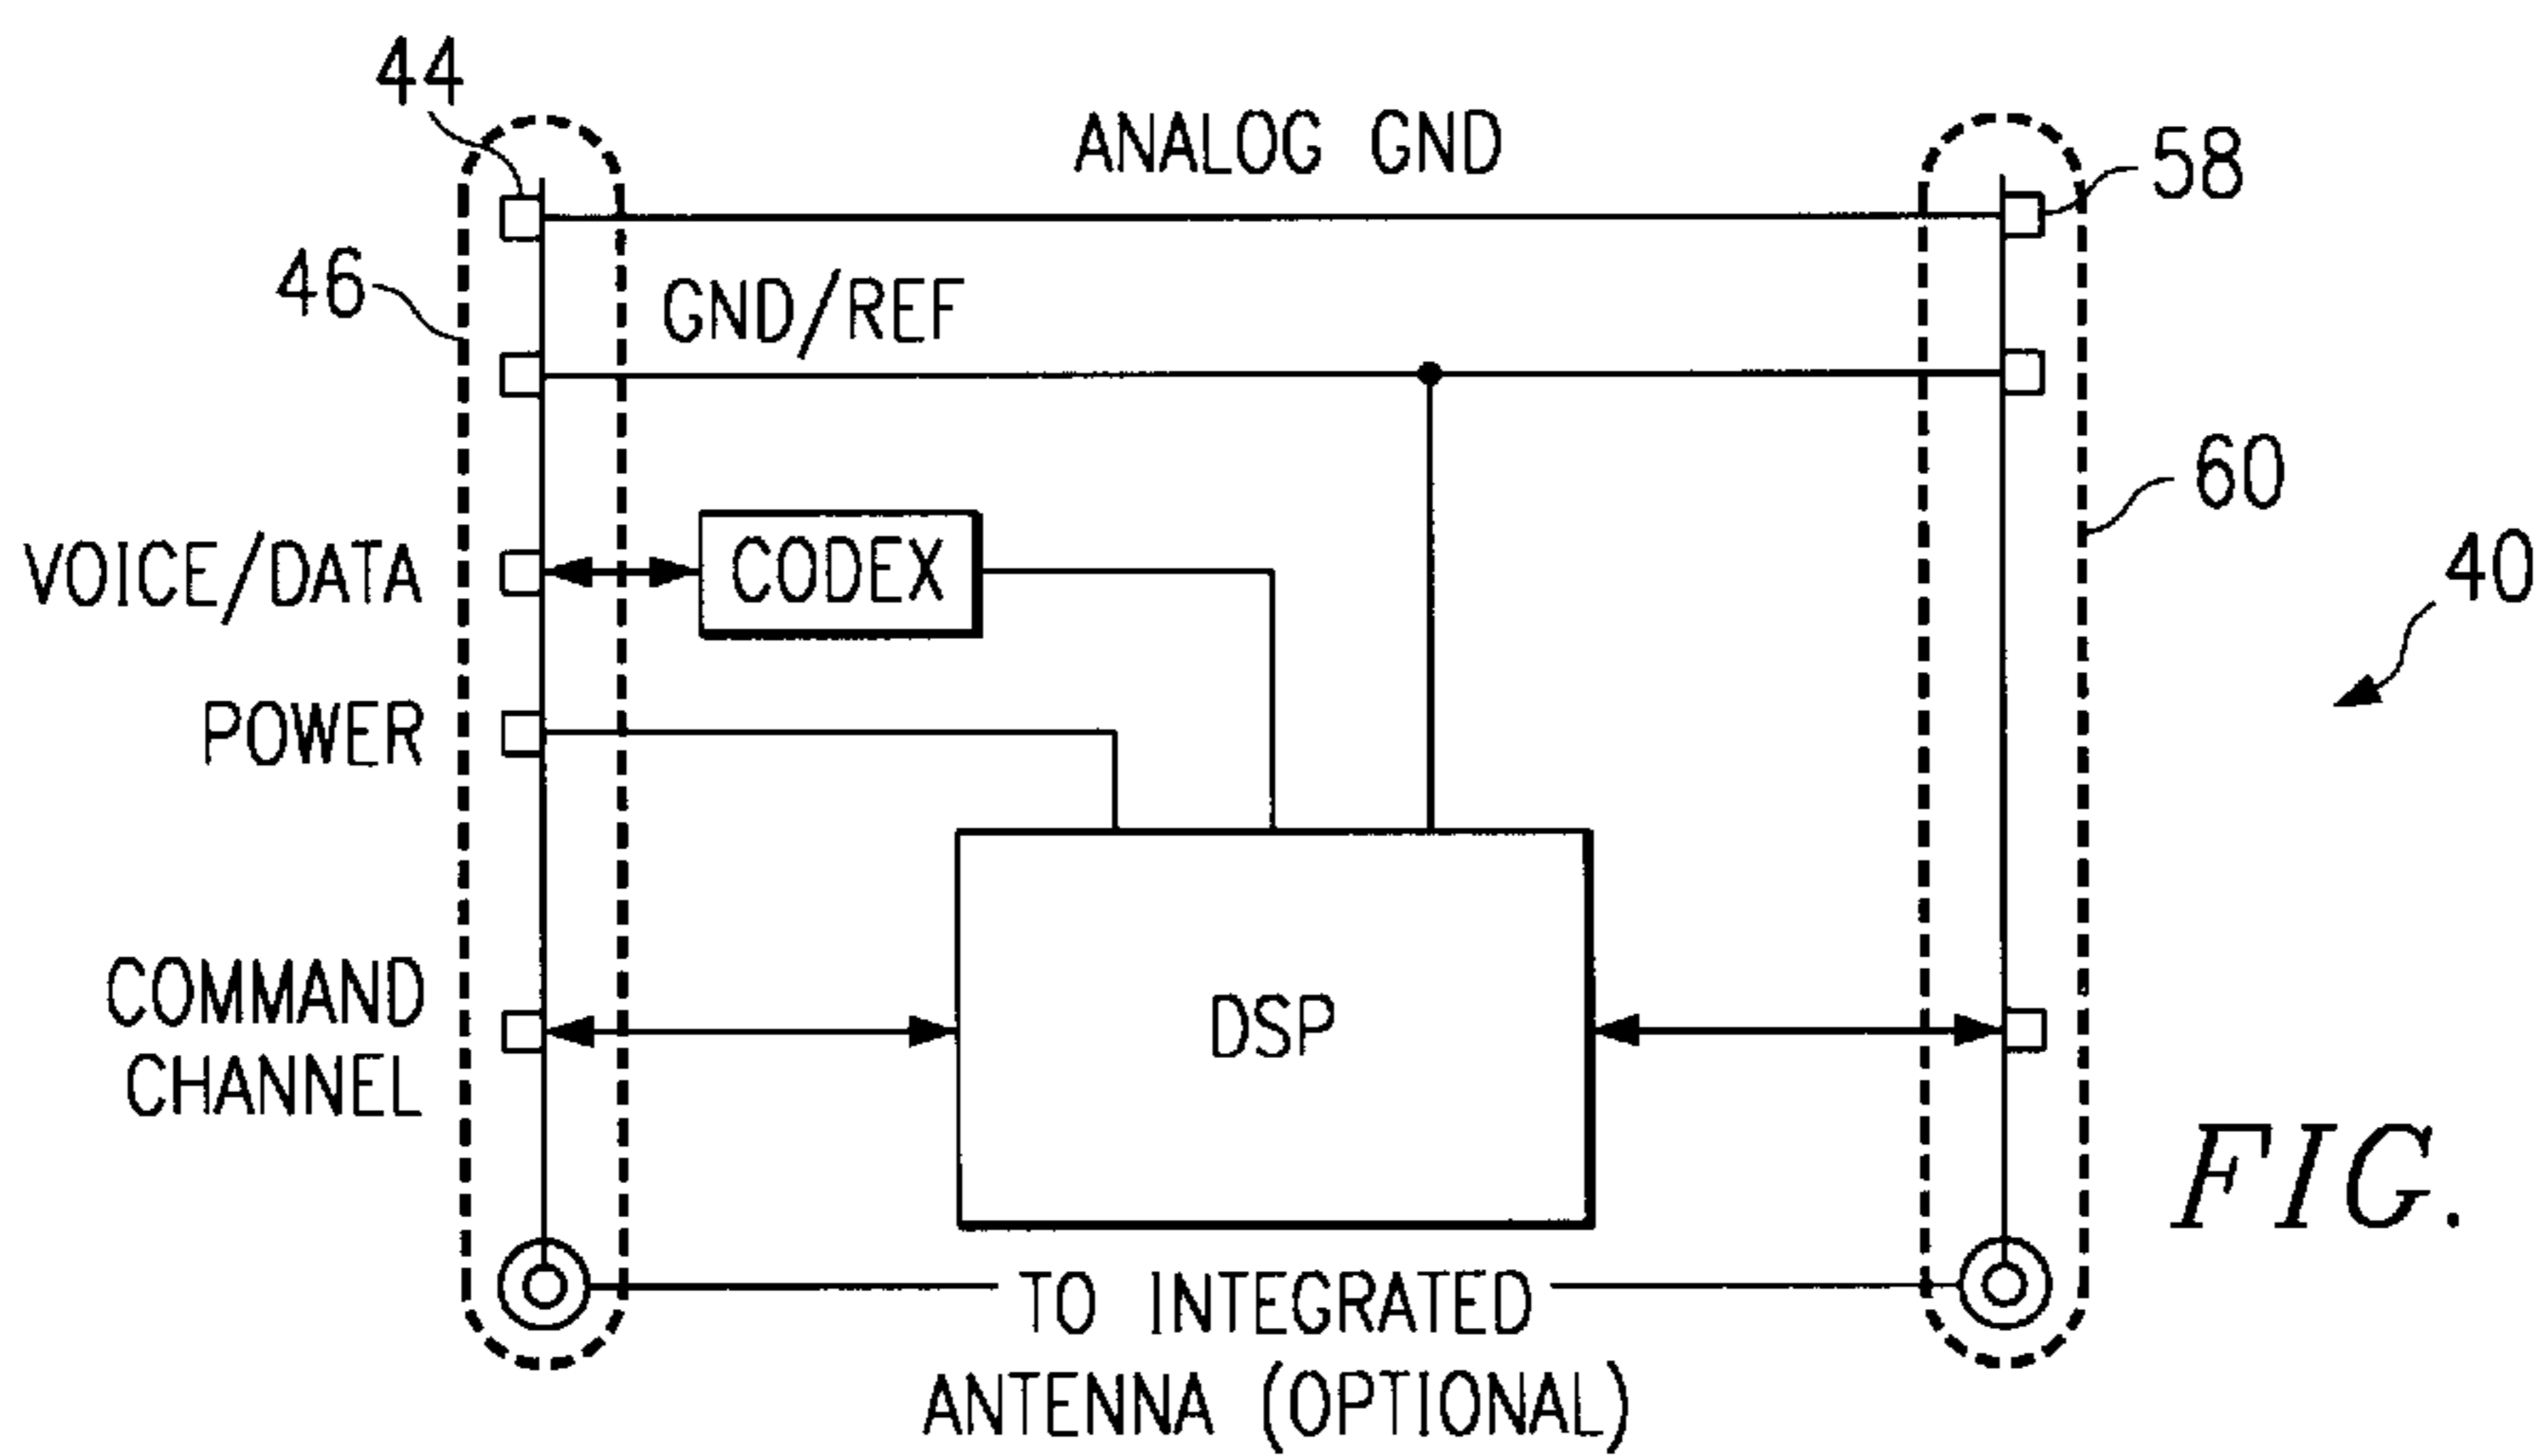 44
ANALOG GND
58
46
GND/REF
60
VOICE/DATA
CODEX
40
POWER
COMMAND
CHANNEL
DSP
FIG.
TO INTEGRATED
ANTENNA (OPTIONAL)